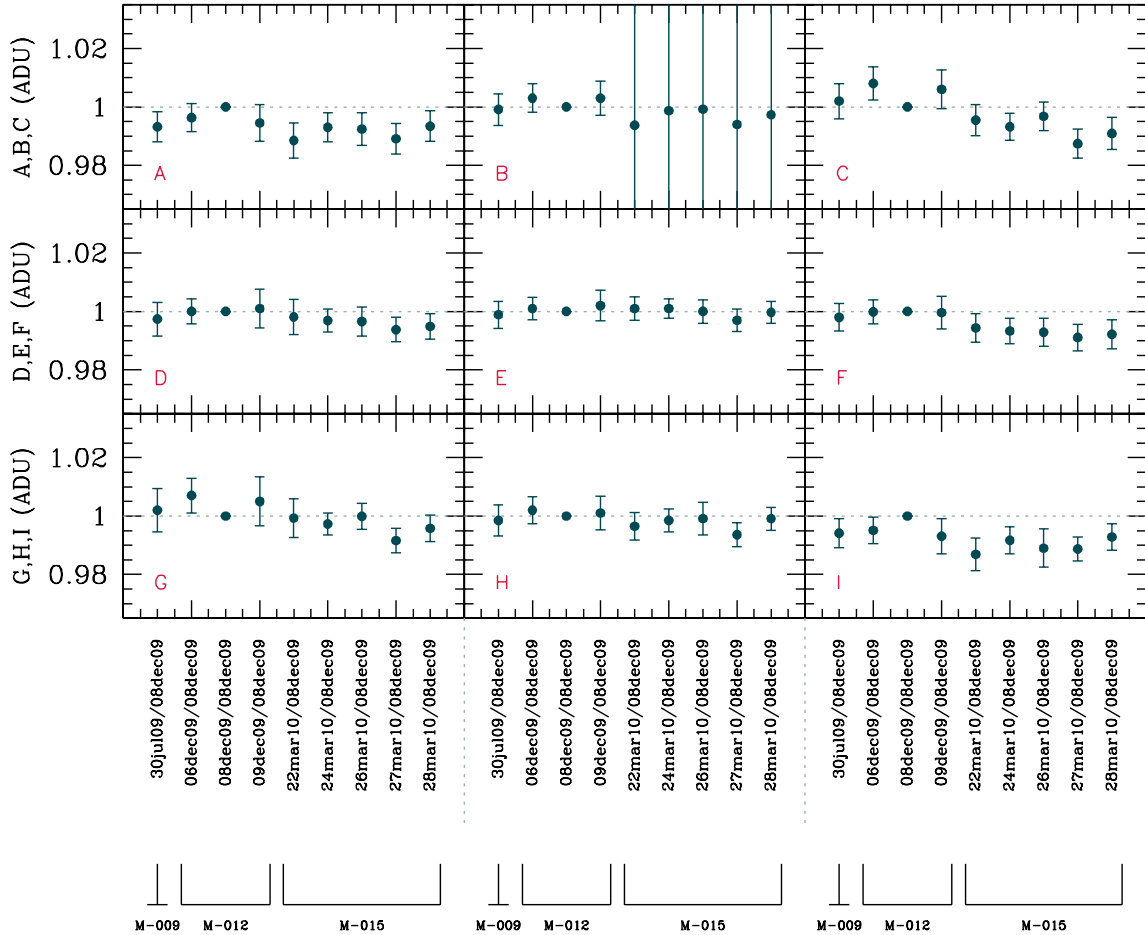 A,B,C (ADU)
1.02
1
0.98
A
B
C
D,E,F (ADU)
1.02
1
0.98
D
E
F
G,H,I (ADU)
1.02
1
0.98
G
H
I
30jul09/08dec09
06dec09/08dec09
08dec09/08dec09
09dec09/08dec09
22mar10/08dec09
24mar10/08dec09
26mar10/08dec09
27mar10/08dec09
28mar10/08dec09
30jul09/08dec09
06dec09/08dec09
08dec09/08dec09
09dec09/08dec09
22mar10/08dec09
24mar10/08dec09
26mar10/08dec09
27mar10/08dec09
28mar10/08dec09
30jul09/08dec09
06dec09/08dec09
08dec09/08dec09
09dec09/08dec09
22mar10/08dec09
24mar10/08dec09
26mar10/08dec09
27mar10/08dec09
28mar10/08dec09
M-009 M-012 M-015 M-009 M-012 M-015 M-009 M-012 M-015